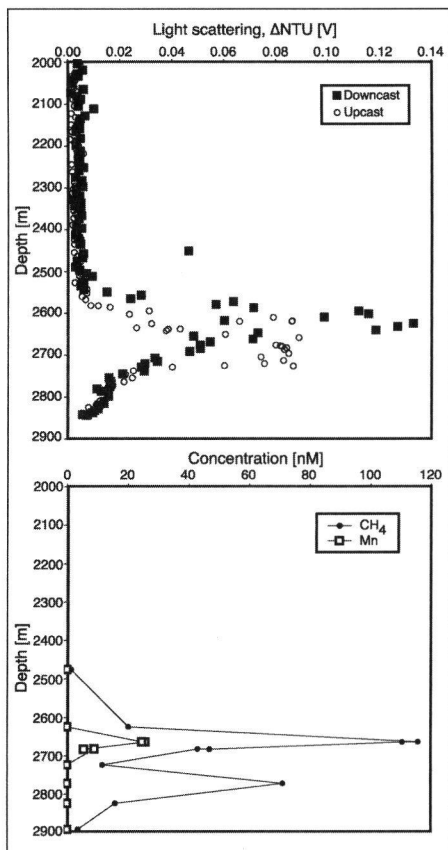 Light scattering, ΔNTU [V]
0.00 0.02 0.04 0.06 0.08 0.10 0.12 0.14
Depth [m]
2000
2100
2200
2300
2400
2500
2600
2700
2800
2900
Downcast
Upcast
Concentration [nM]
0 20 40 60 80 100 120
Depth [m]
2000
2100
2200
2300
2400
2500
2600
2700
2800
2900
CH4
Mn